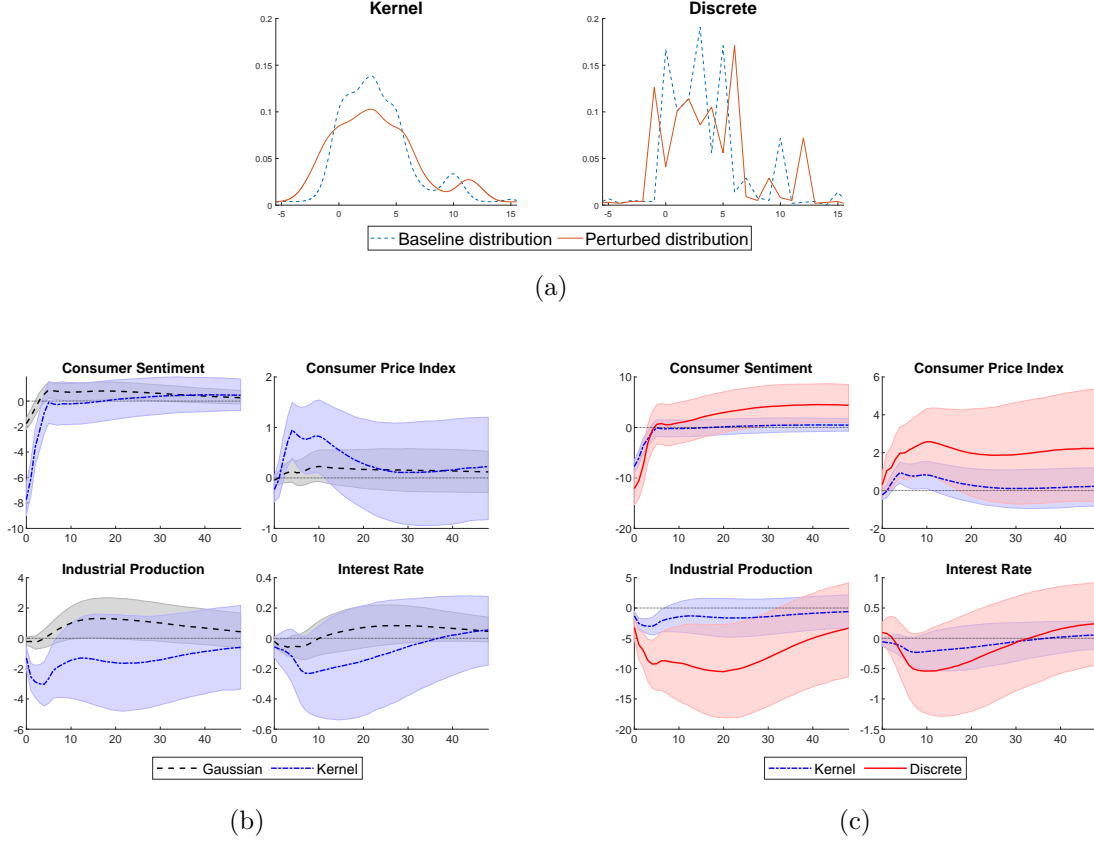 Kernel Discrete
0.2 0.2
0.15 0.15
0.1 0.1
0.05 0.05
0 0
-5 0 5 10 15 -5 0 5 10 15
Baseline distribution Perturbed distribution
(a)
Consumer Sentiment Consumer Price Index
0 -2 -4 -6 -8 -10
2 1 0 -1
0 10 20 30 40 0 10 20 30 40
Industrial Production Interest Rate
4 2 0 -2 -4 -6
0.4 0.2 0 -0.2 -0.4 -0.6
0 10 20 30 40 0 10 20 30 40
Gaussian Kernel
(b)
Consumer Sentiment Consumer Price Index
10 0 -10 -20
6 4 2 0 -2
0 10 20 30 40 0 10 20 30 40
Industrial Production Interest Rate
5 0 -5 -10 -15 -20
1 0.5 0 -0.5 -1 -1.5
0 10 20 30 40 0 10 20 30 40
Kernel Discrete
(c)